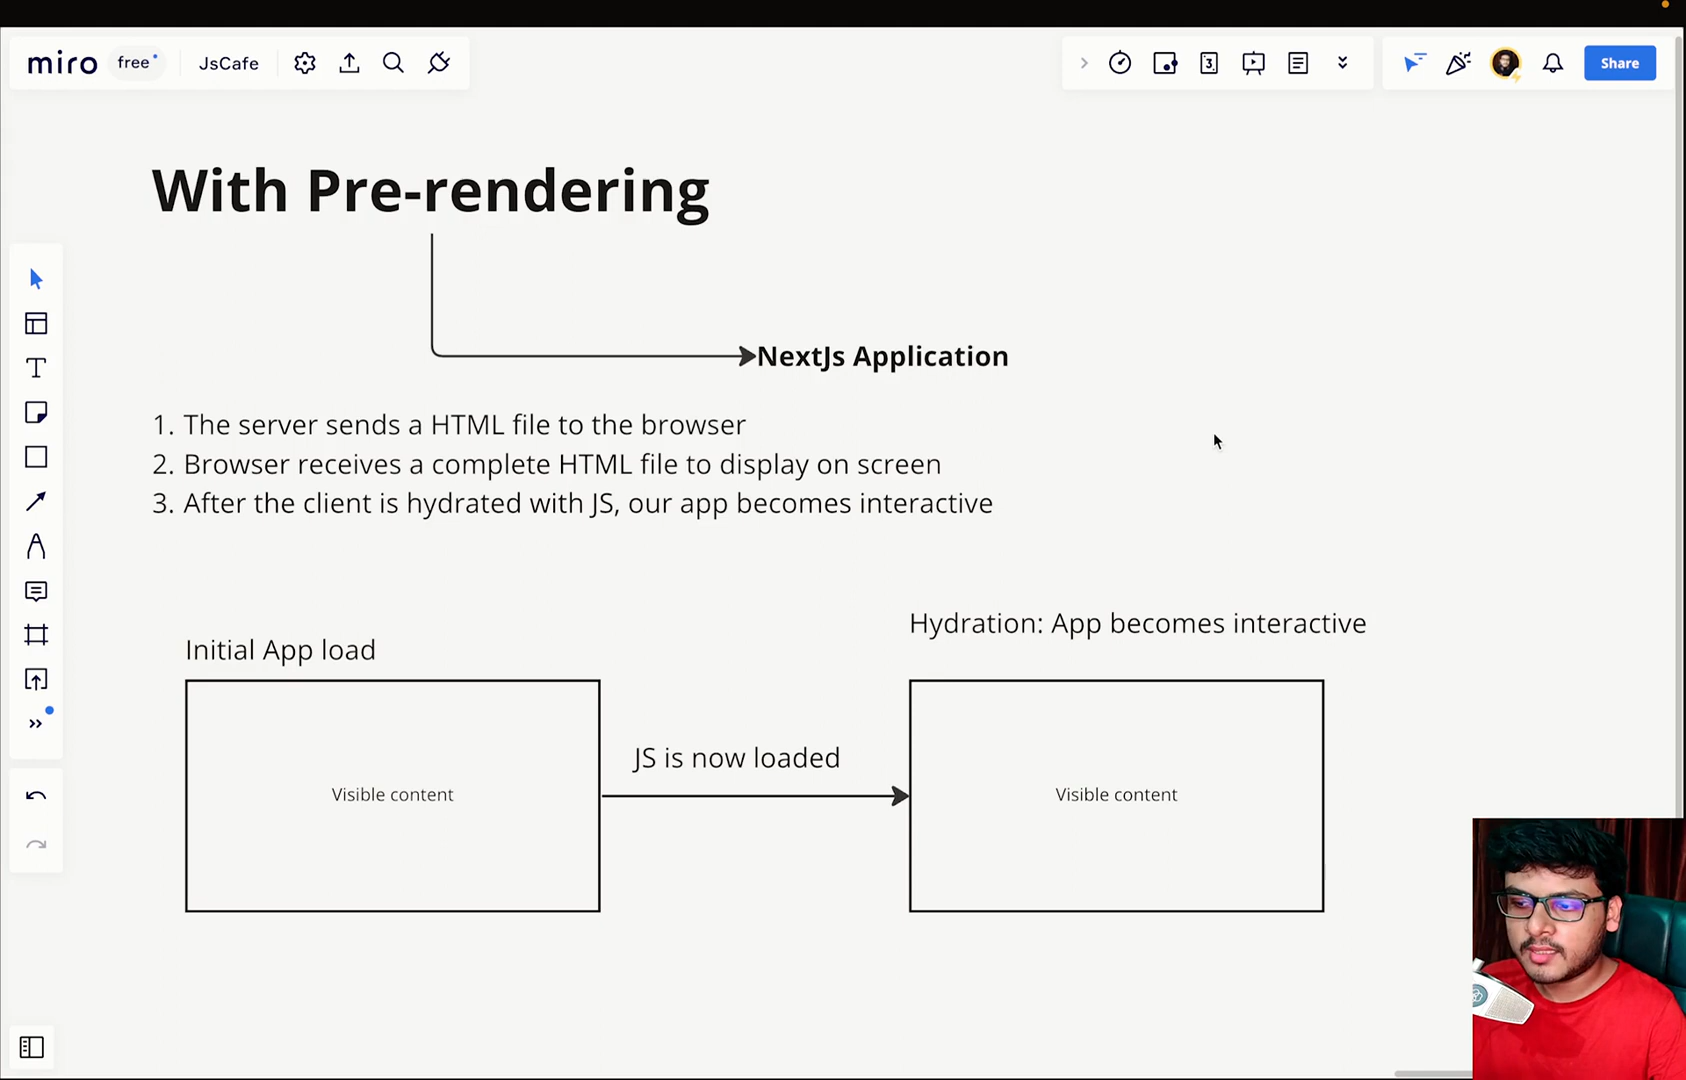 miro free JsCafe
Share
With Pre-rendering
NextJs Application
1. The server sends a HTML file to the browser
2. Browser receives a complete HTML file to display on screen
3. After the client is hydrated with JS, our app becomes interactive
Hydration: App becomes interactive
Initial App load
JS is now loaded
Visible content
Visible content